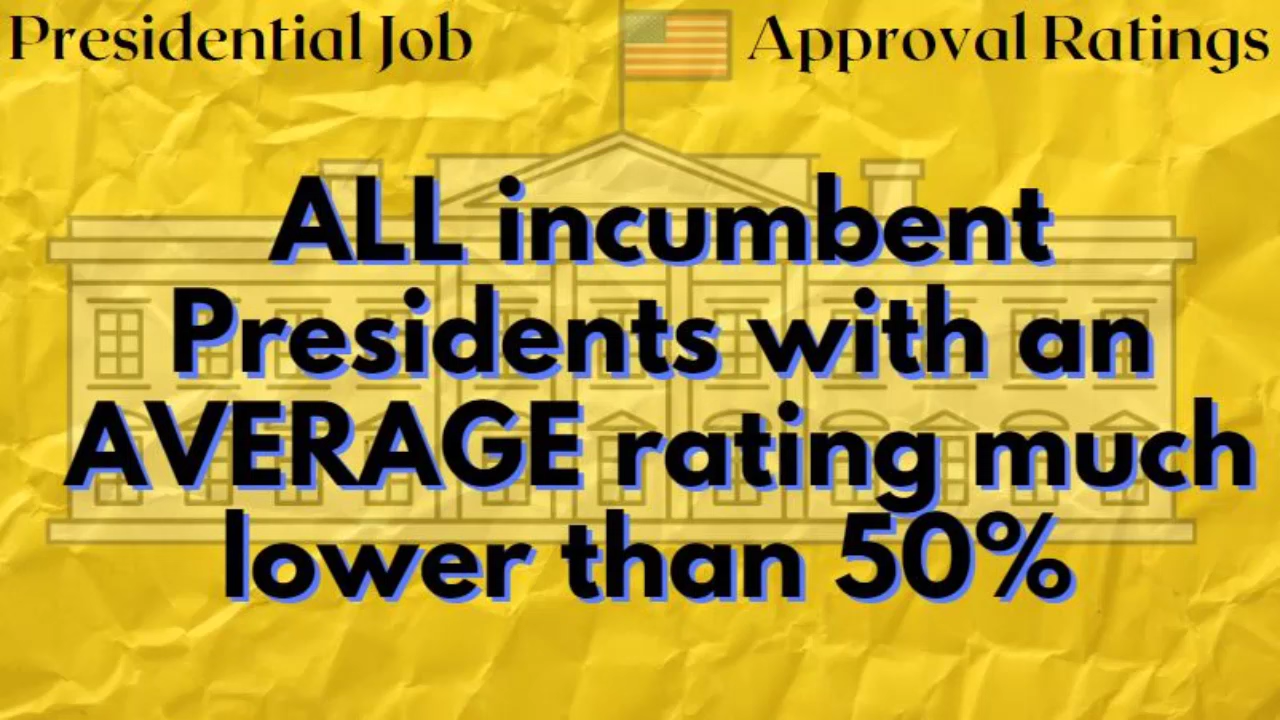 Presidential Job Approval Ratings
ALL incumbent
Presidents with an
AVERAGE rating much
lower than 50%